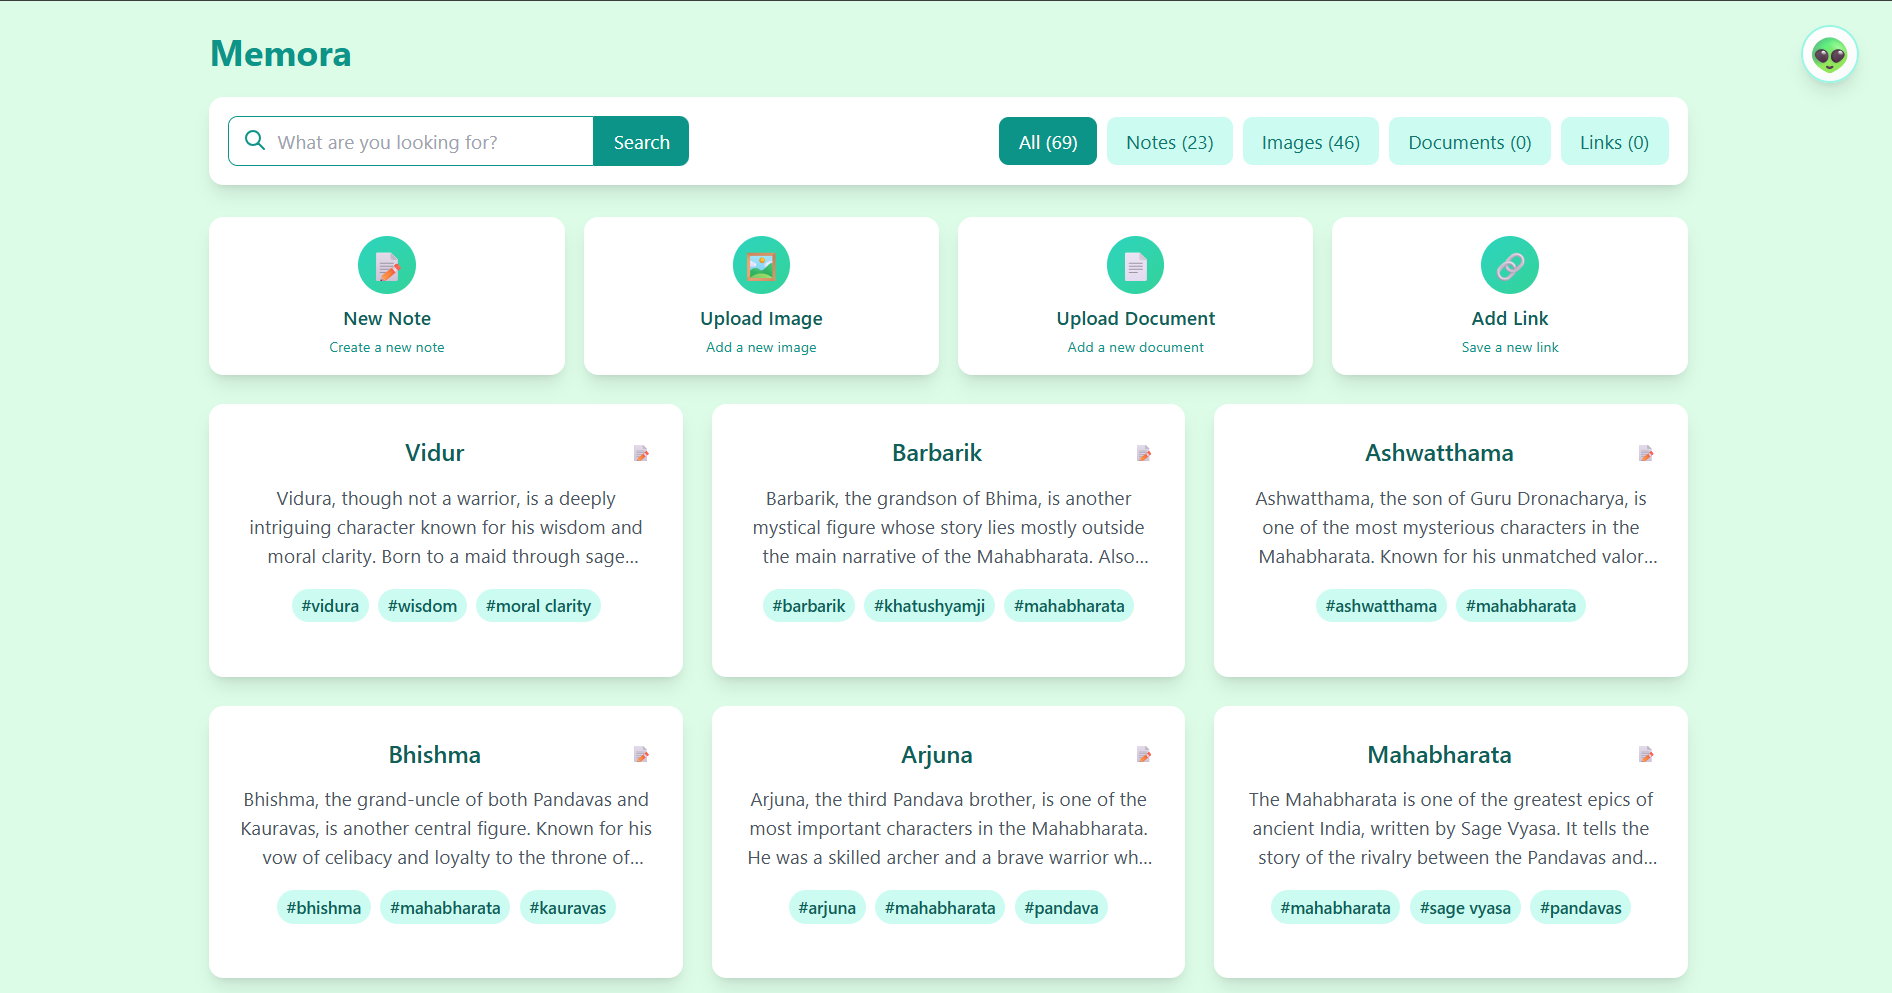 Memora
What are you looking for?
Search
All (69)
Notes (23)
Images (46)
Documents (0)
Links (0)
New Note
Create a new note
Upload Image
Add a new image
Upload Document
Add a new document
Add Link
Save a new link
Vidur
Vidura, though not a warrior, is a deeply
intriguing character known for his wisdom and
moral clarity. Born to a maid through sage...
#vidura #wisdom #moral clarity
Barbarik
Barbarik, the grandson of Bhima, is another
mystical figure whose story lies mostly outside
the main narrative of the Mahabharata. Also...
#barbarik #khatushyamji #mahabharata
Ashwatthama
Ashwatthama, the son of Guru Dronacharya, is
one of the most mysterious characters in the
Mahabharata. Known for his unmatched valor...
#ashwatthama #mahabharata
Bhishma
Bhishma, the grand-uncle of both Pandavas and
Kauravas, is another central figure. Known for his
vow of celibacy and loyalty to the throne of...
#bhishma #mahabharata #kauravas
Arjuna
Arjuna, the third Pandava brother, is one of the
most important characters in the Mahabharata.
He was a skilled archer and a brave warrior wh...
#arjuna #mahabharata #pandava
Mahabharata
The Mahabharata is one of the greatest epics of
ancient India, written by Sage Vyasa. It tells the
story of the rivalry between the Pandavas and...
#mahabharata #sage vyasa #pandavas